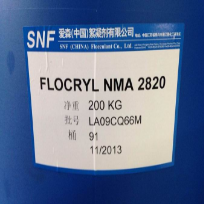 SNF
爱森(中国)絮凝剂有限公司
SNF (CHINA) Flocculant Co.,Ltd
FLOCRYL NMA 2820
净重 200 KG
批号 LA09CQ66M
桶 91
11/2013